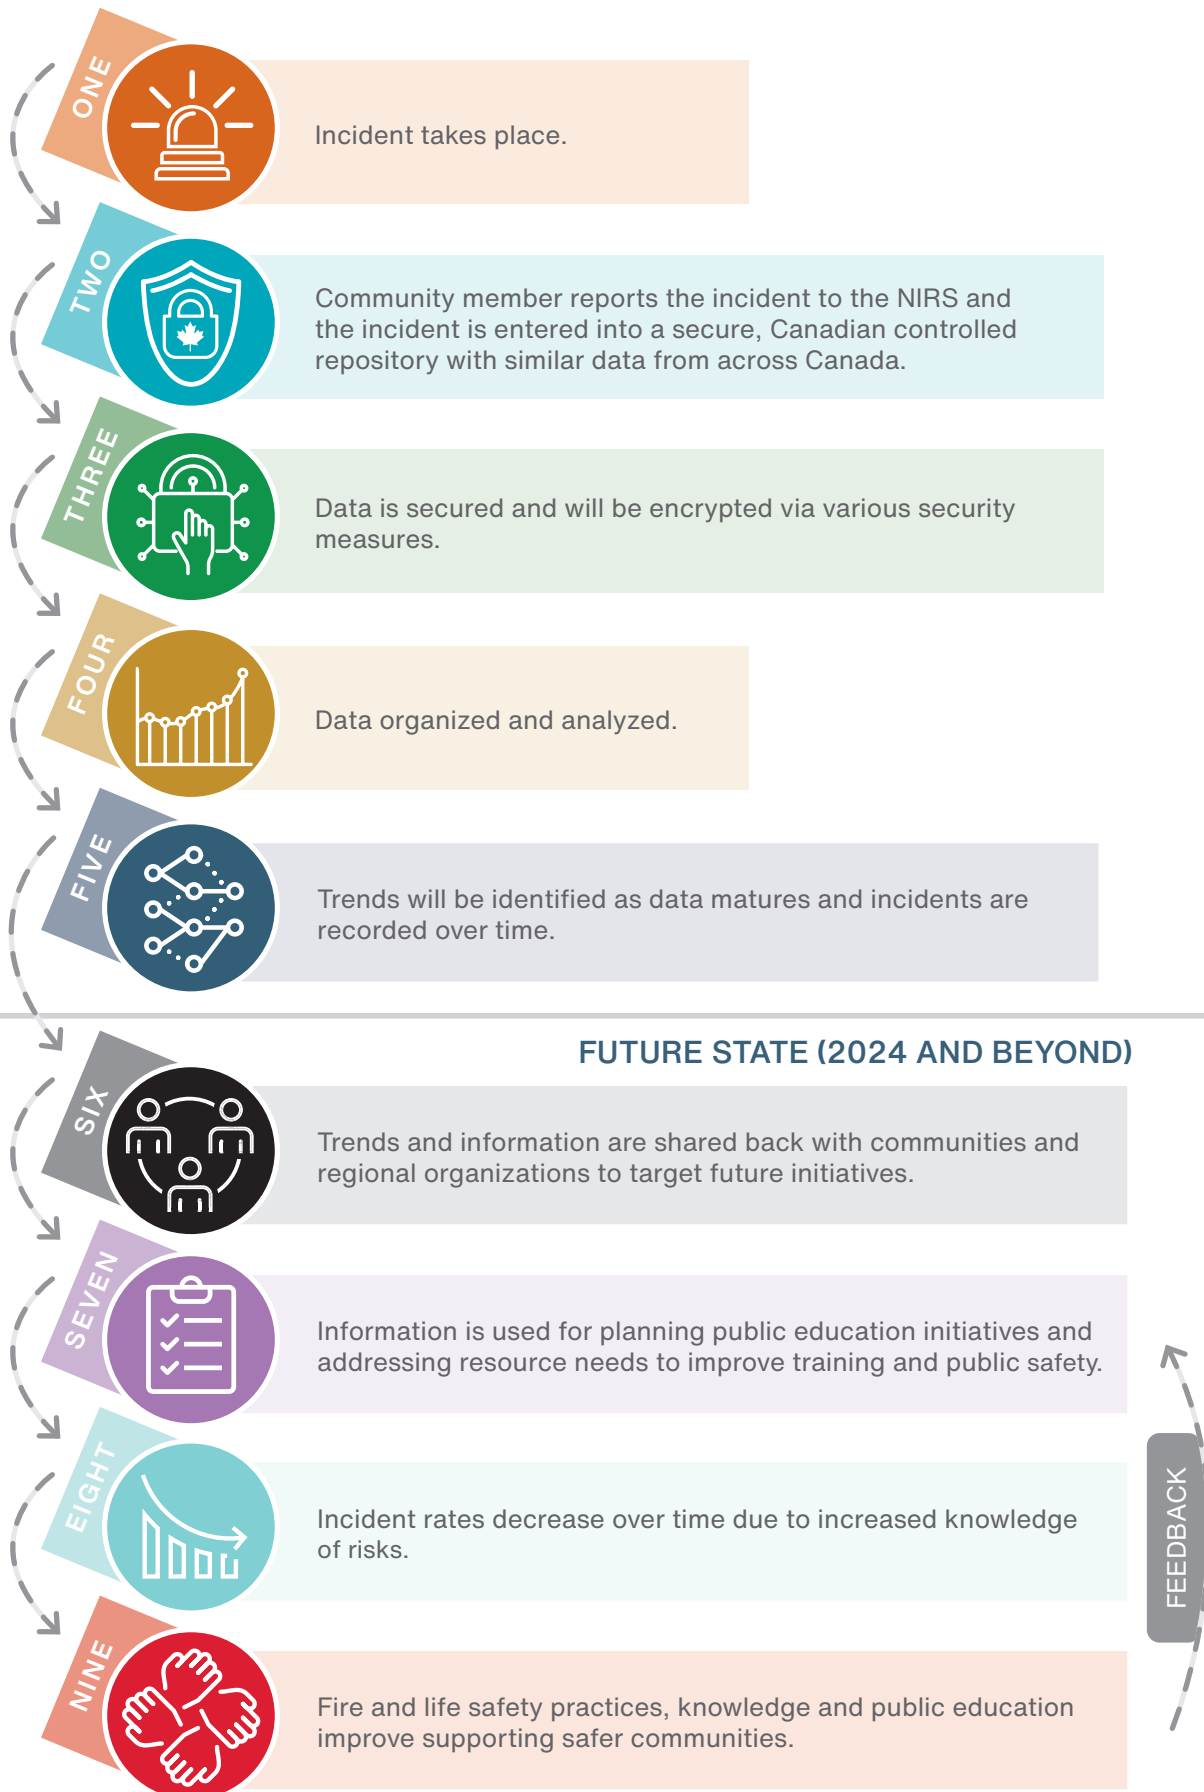 ONE
Incident takes place.
TWO
Community member reports the incident to the NIRS and
the incident is entered into a secure, Canadian controlled
repository with similar data from across Canada.
THREE
Data is secured and will be encrypted via various security
measures.
FOUR
Data organized and analyzed.
FIVE
Trends will be identified as data matures and incidents are
recorded over time.
FUTURE STATE (2024 AND BEYOND)
SIX
Trends and information are shared back with communities and
regional organizations to target future initiatives.
SEVEN
Information is used for planning public education initiatives and
addressing resource needs to improve training and public safety.
EIGHT
Incident rates decrease over time due to increased knowledge
of risks.
FEEDBACK
NINE
Fire and life safety practices, knowledge and public education
improve supporting safer communities.